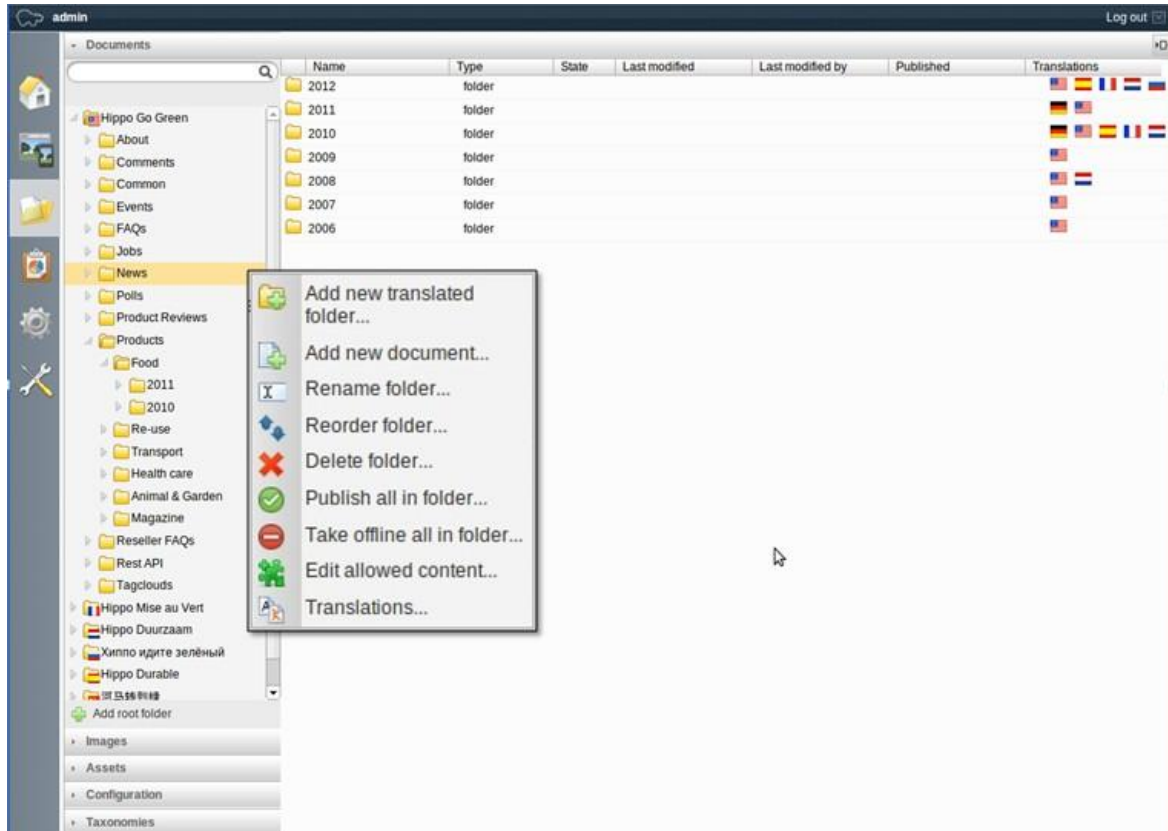 admin
Log out
Documents
D
Name Type State Last modified Last modified by Published Translations
2012 folder
2011 folder
2010 folder
2009 folder
2008 folder
2007 folder
2006 folder
Hippo Go Green
About
Comments
Common
Events
FAQs
Jobs
News
Polls
Product Reviews
Products
Food
2011
2010
Re-use
Transport
Health care
Animal & Garden
Magazine
Reseller FAQs
Rest API
Tagclouds
Hippo Mise au Vert
Hippo Duurzaam
Хиппо идите зелёный
Hippo Durable
Add root folder
Images
Assets
Configuration
Taxonomies
Add new translated
folder...
Add new document...
Rename folder...
Reorder folder...
Delete folder...
Publish all in folder...
Take offline all in folder...
Edit allowed content...
Translations...